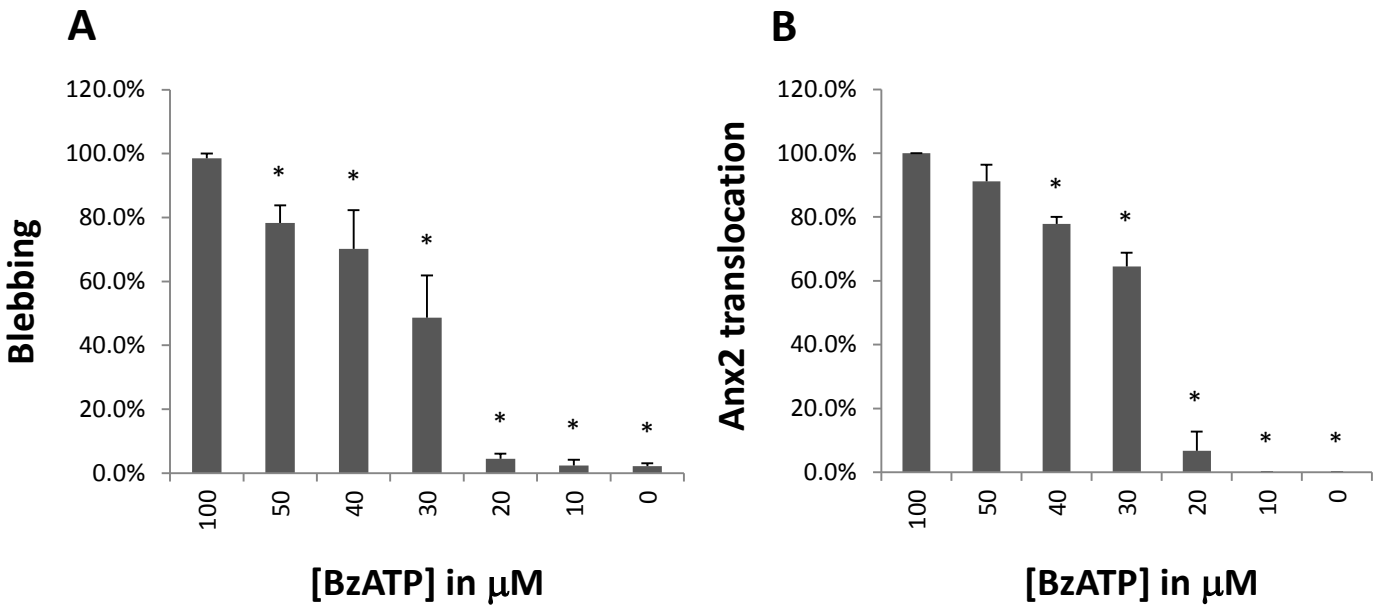 A
120.0%
100.0%
80.0%
60.0%
40.0%
20.0%
0.0%
Blebbing
* * * * * *
100 50 40 30 20 10 0
[BzATP] in μM
B
120.0%
100.0%
80.0%
60.0%
40.0%
20.0%
0.0%
Anx2 translocation
* * * * *
100 50 40 30 20 10 0
[BzATP] in μM